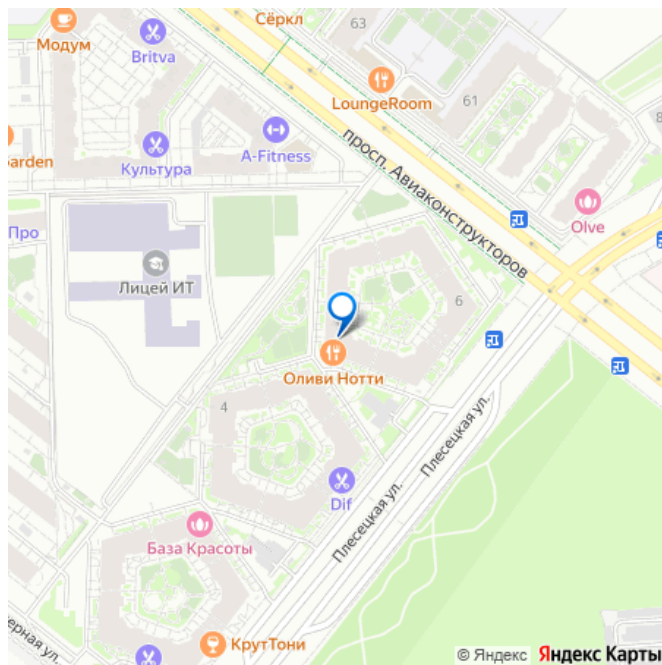 Сёркл
63
Модум
Britva
LoungeRoom
61
8
A-Fitness
Garden
Культура
просп. Авиаконструкторов
Olve
Про
Лицей ИТ
6
Оливи Нотти
4
Плесецкая ул.
Dif
Плесецкая ул.
База Красоты
КрутТони
ерная ул.
© Яндекс Яндекс Карты